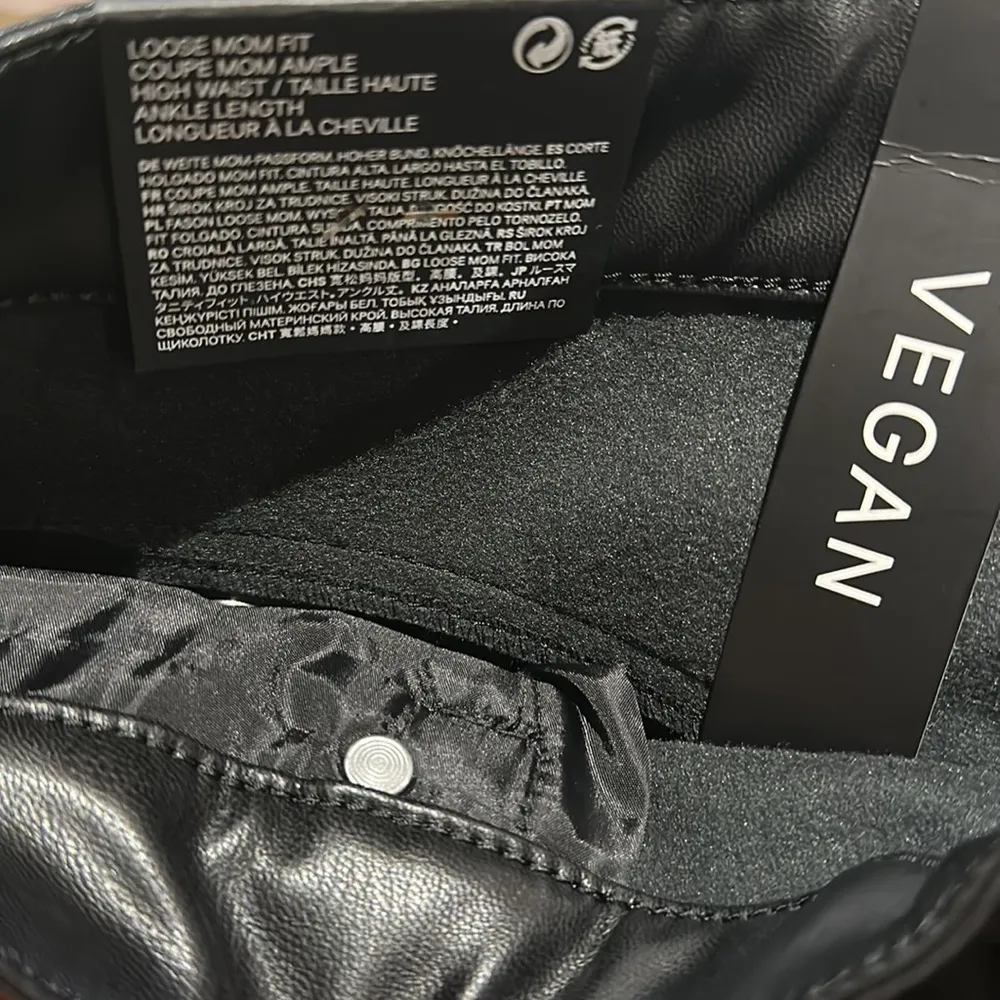 LOOSE MOM FIT
COUPE MOM AMPLE
HIGH WAIST / TAILLE HAUTE
ANKLE LENGTH
LONGUEUR À LA CHEVILLE
DE WEITE MOM-PASSFORM. HOHER BUND. KNÖCHELLÄNGE. ES CORTE
HOLGADO MOM FIT. CINTURA ALTA. LARGO HASTA EL TOBILLO.
FR COUPE MOM AMPLE. TAILLE HAUTE. LONGUEUR À LA CHEVILLE
HR ŠIROK KROJ ZA TRUDNICE. VISOKI STRUK. DUŽINA DO ČLANAKA.
PL FASON LOOSE MOM. TALIA DO KOSTKI. PT MOM
FIT FOLGADO. CINTURA COMPRIMENTO PELO TORNOZELO.
RO CROIALĂ LARGĂ. TALIE ÎNALTĂ. PÂNĂ LA GLEZNĂ. RS ŠIROK KROJ
ZA TRUDNICE. VISOK STRUK. DUŽINA DO ČLANAKA. TR BOL MOM
KESİM, YÜKSEK BEL, BİLEK HİZASINDA. BG LOOSE MOM FIT. ВИСОКА
ТАЛИЯ. ДО ГЛЕЗЕНА. CHS 宽松妈妈版型。高腰。及踝。JP ルースマ
タニティフィット.ハイウエスト.アンクル丈。KZ АНАЛАРҒА АРНАЛҒАН
КЕҢ ПІШІМ. ЖОҒАРЫ БЕЛ. ТОБЫҚ ҰЗЫНДЫҒЫ. RU
СВОБОДНЫЙ МАТЕРИНСКИЙ КРОЙ. ВЫСОКАЯ ТАЛИЯ. ДЛИНА ПО
ЩИКОЛОТКУ. CHT 寬鬆媽媽款・高腰・及踝長度・
VEGAN